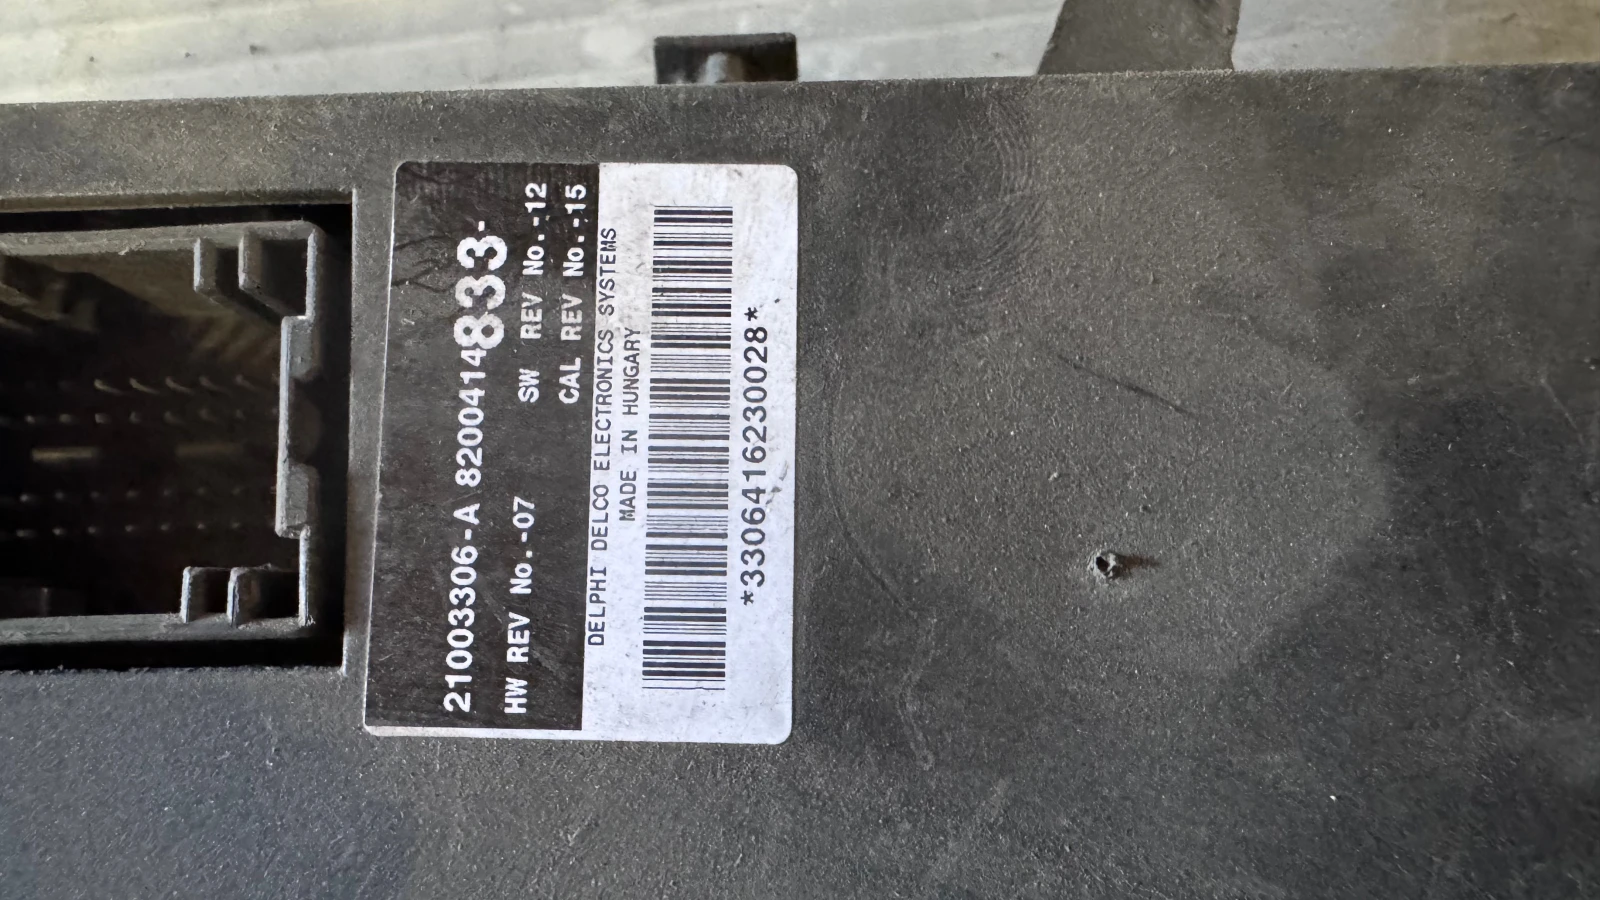 21003306-A 8200414833-
HW REV No.-07 SW REV No.-12
CAL REV No.-15
DELPHI DELCO ELECTRONICS SYSTEMS
MADE IN HUNGARY
*33064162300​28*